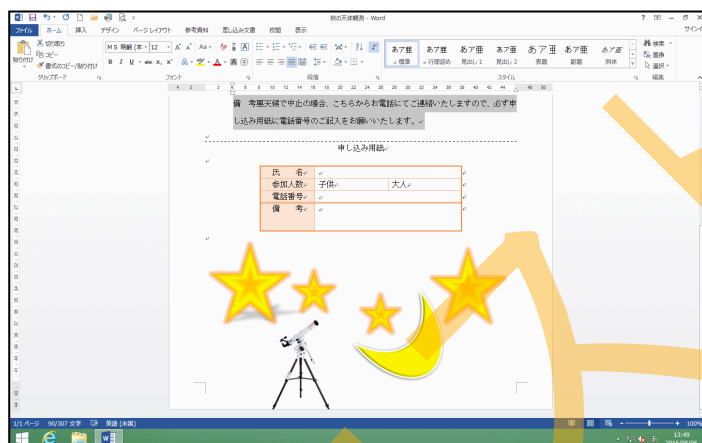 秋の天体観測 - Word
サインイン
ファイル ホーム 挿入 デザイン ページ レイアウト 参考資料 差し込み文書 校閲 表示
貼り付け
切り取り
コピー
書式のコピー/貼り付け
クリップボード
MS 明朝 (本 12
フォント
段落
あア亜 あア亜 あア亜 あア亜 あア亜 あア亜 あア亜
標準 行間詰め 見出し 1 見出し 2 表題 副題 斜体
スタイル
検索
置換
選択
編集
備 考悪天候で中止の場合、こちらからお電話にてご連絡いたしますので、必ず申
し込み用紙に電話番号のご記入をお願いいたします。
申し込み用紙
氏 名
参加人数 子供 大人
電話番号
備 考
1/1 ページ 90/307 文字 英語 (米国)
100%
13:49